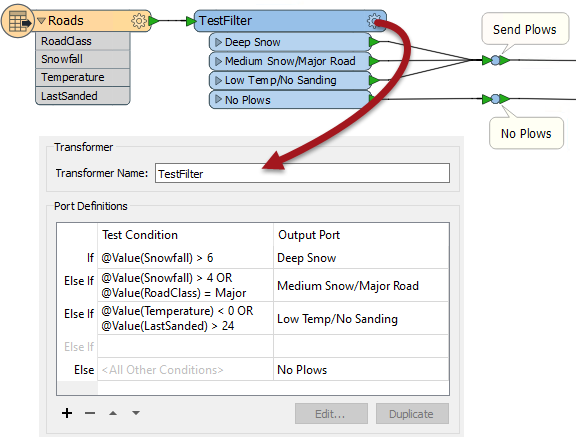 Roads
RoadClass
Snowfall
Temperature
LastSanded
TestFilter
Deep Snow
Medium Snow/Major Road
Low Temp/No Sanding
No Plows
Send Plows
No Plows
Transformer
Transformer Name: TestFilter
Port Definitions
Test Condition Output Port
If @Value(Snowfall) > 6 Deep Snow
Else If @Value(Snowfall) > 4 OR
@Value(RoadClass) = Major Medium Snow/Major Road
Else If @Value(Temperature) < 0 OR
@Value(LastSanded) > 24 Low Temp/No Sanding
Else If
Else <All Other Conditions> No Plows
Edit... Duplicate